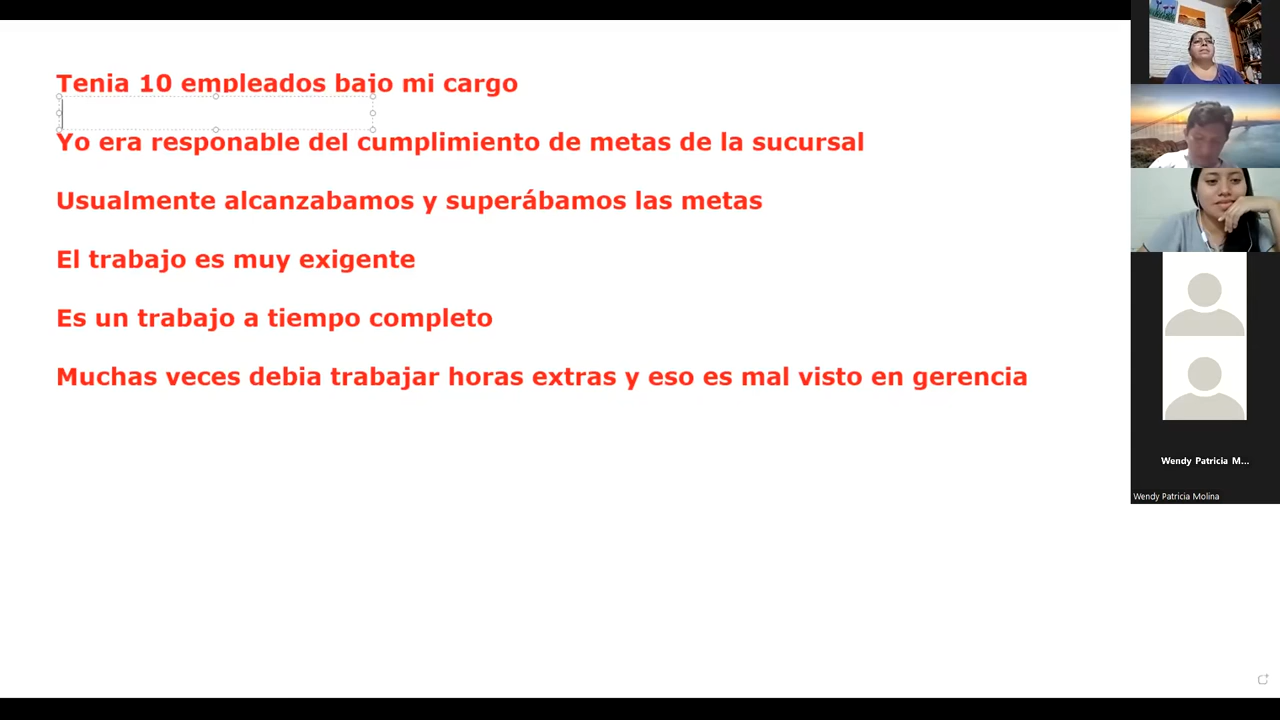 Tenia 10 empleados bajo mi cargo
Yo era responable del cumplimiento de metas de la sucursal
Usualmente alcanzabamos y superábamos las metas
El trabajo es muy exigente
Es un trabajo a tiempo completo
Muchas veces debia trabajar horas extras y eso es mal visto en gerencia
Wendy Patricia M...
Wendy Patricia Molina